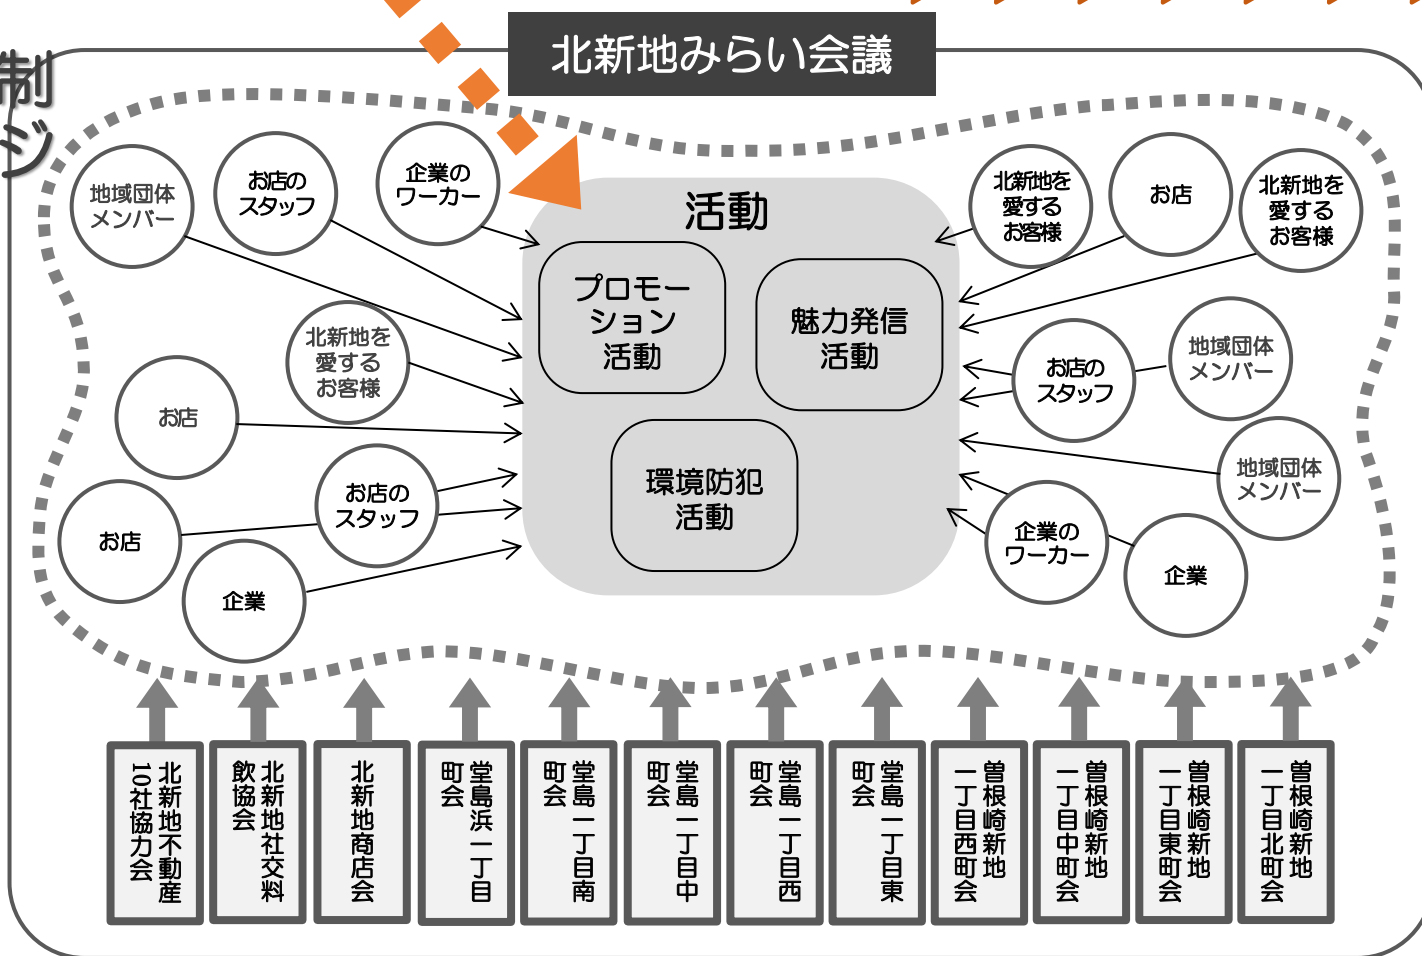 制
ジ
北新地みらい会議
地域団体
メンバー
お店の
スタッフ
企業の
ワーカー
北新地を
愛する
お客様
お店
お店の
スタッフ
お店
企業
活動
プロモー
ション
活動
魅力発信
活動
環境防犯
活動
北新地を
愛する
お客様
お店
北新地を
愛する
お客様
お店の
スタッフ
地域団体
メンバー
地域団体
メンバー
企業の
ワーカー
企業
北新地不動産
10社協力会
北新地社交料
飲協会
北新地商店会
堂島浜一丁目
町会
堂島一丁目南
町会
堂島一丁目中
町会
堂島一丁目西
町会
堂島一丁目東
町会
曽根崎新地
一丁目西町会
曽根崎新地
一丁目中町会
曽根崎新地
一丁目東町会
曽根崎新地
一丁目北町会